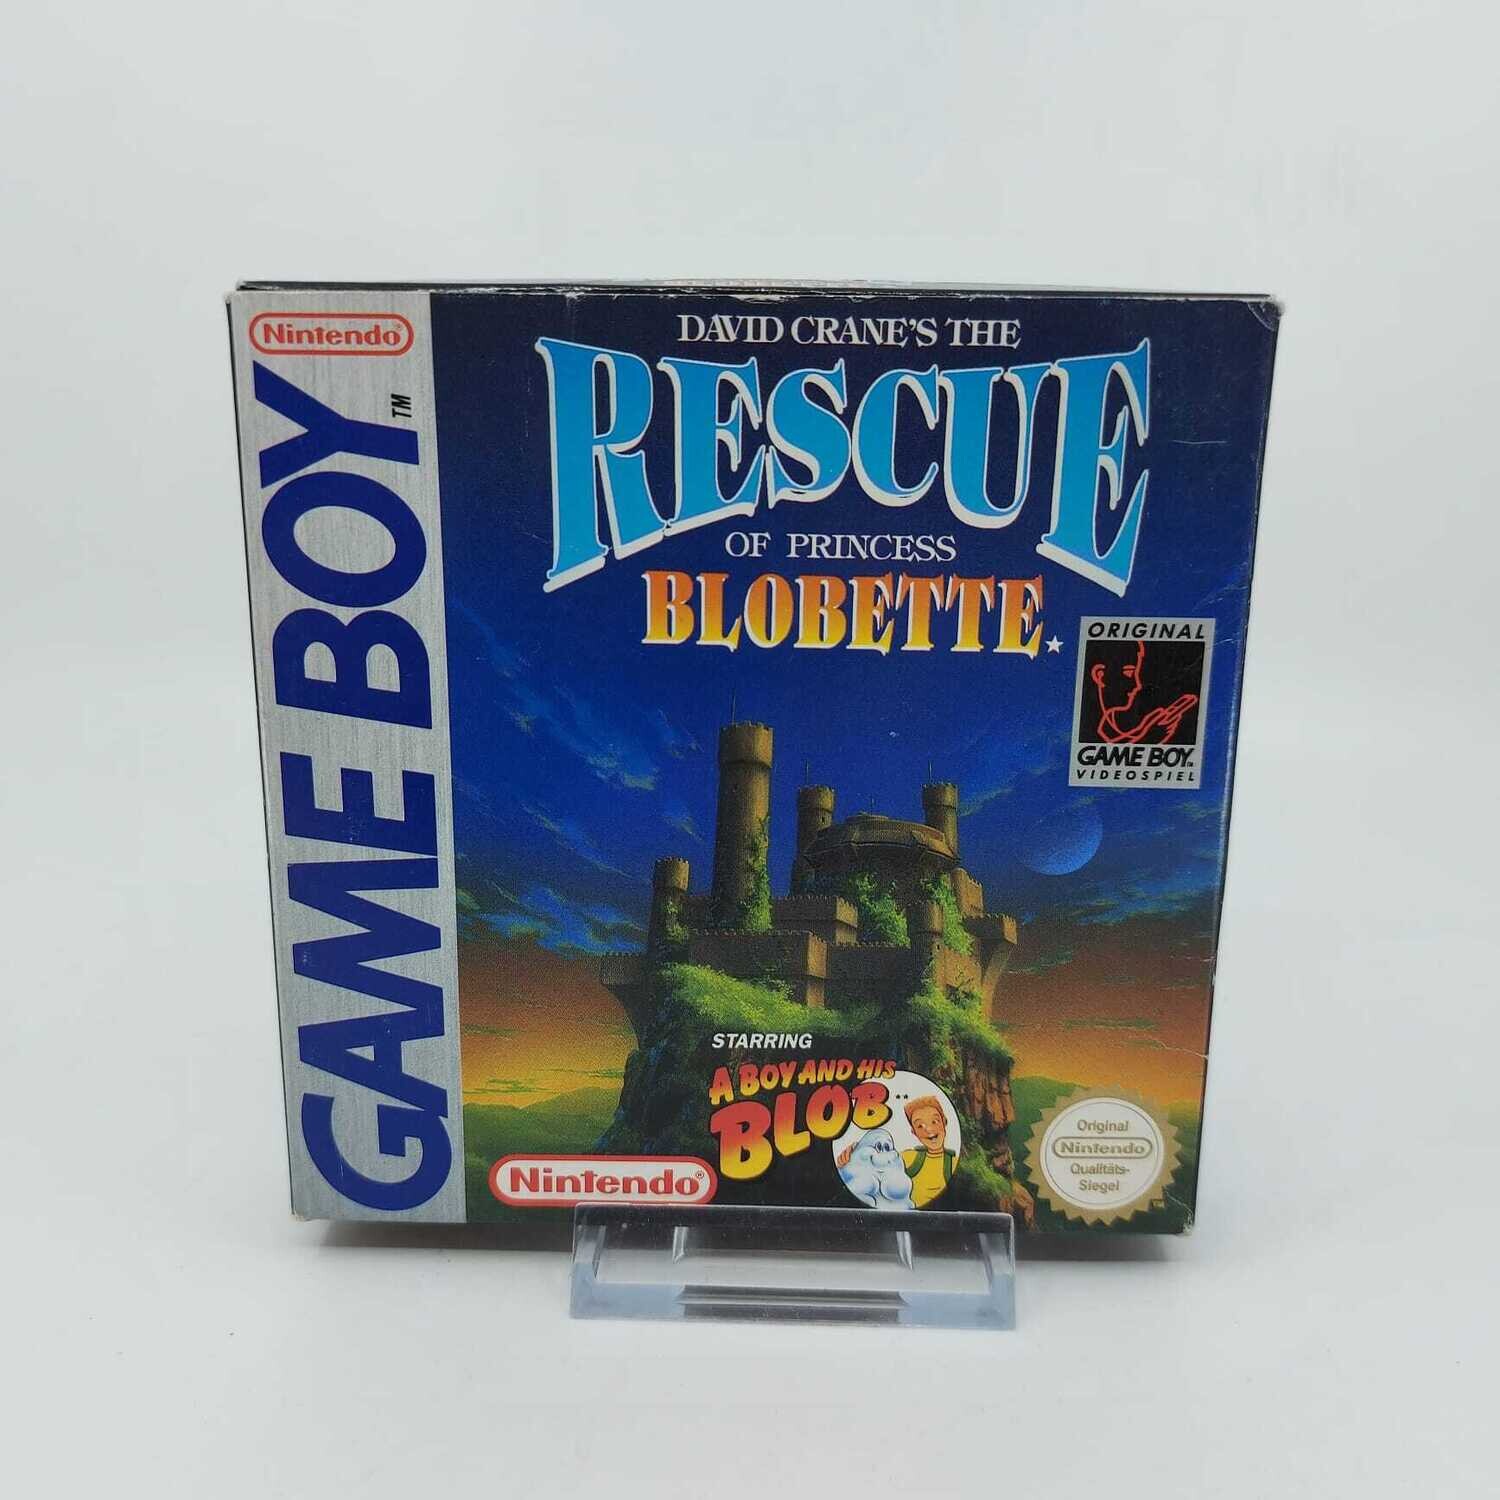 Nintendo®
GAME BOY™
DAVID CRANE'S THE
RESCUE
OF PRINCESS
BLOBETTE
ORIGINAL
GAME BOY™
VIDEOSPIEL
STARRING
A BOY AND HIS
BLOB
Nintendo®
Original
Nintendo
Qualitäts-
Siegel